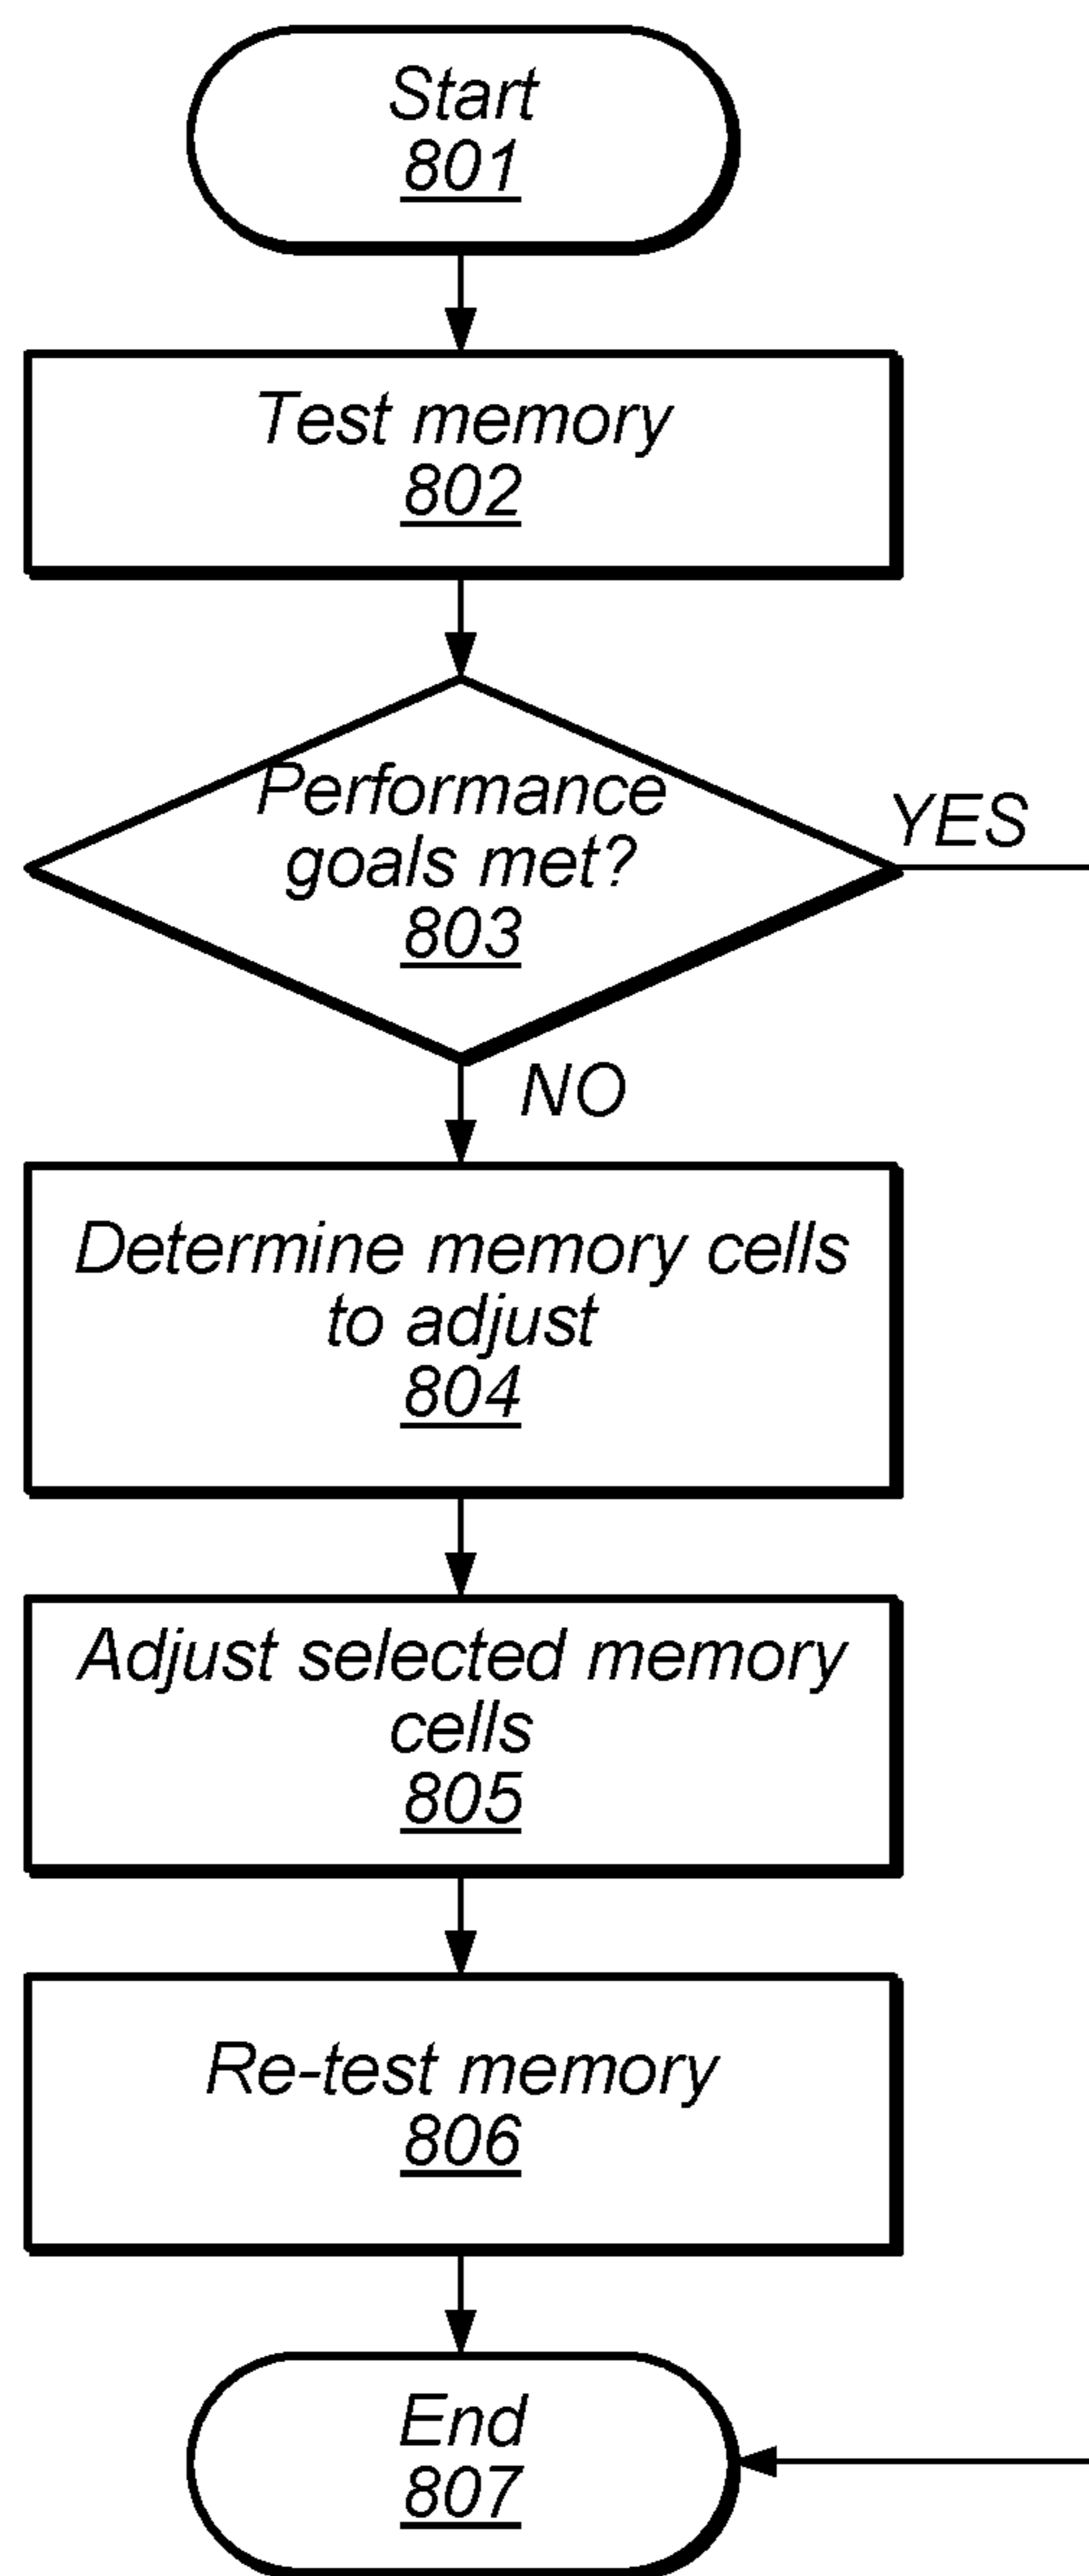 Start
801
Test memory
802
Performance
goals met?
803
YES
NO
Determine memory cells
to adjust
804
Adjust selected memory
cells
805
Re-test memory
806
End
807